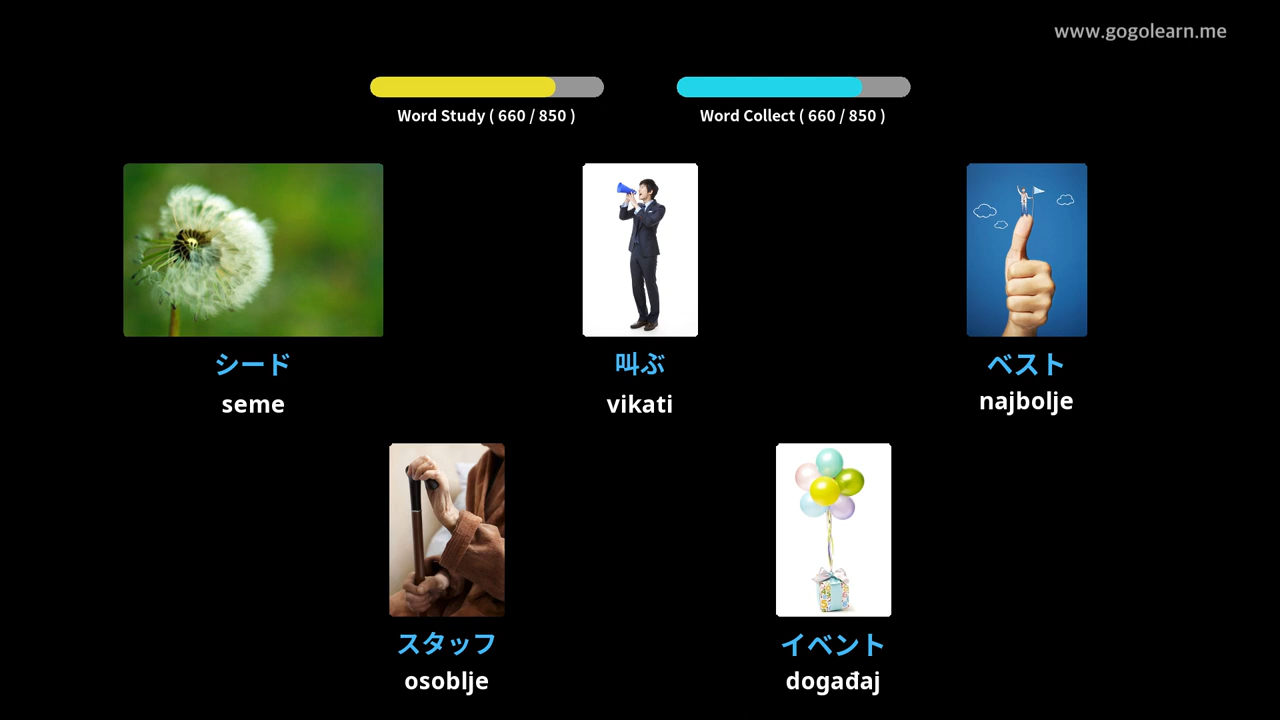 www.gogolearn.me
Word Study ( 660 / 850 )
Word Collect ( 660 / 850 )
シード
seme
叫ぶ
vikati
ベスト
najbolje
スタッフ
osoblje
イベント
događaj